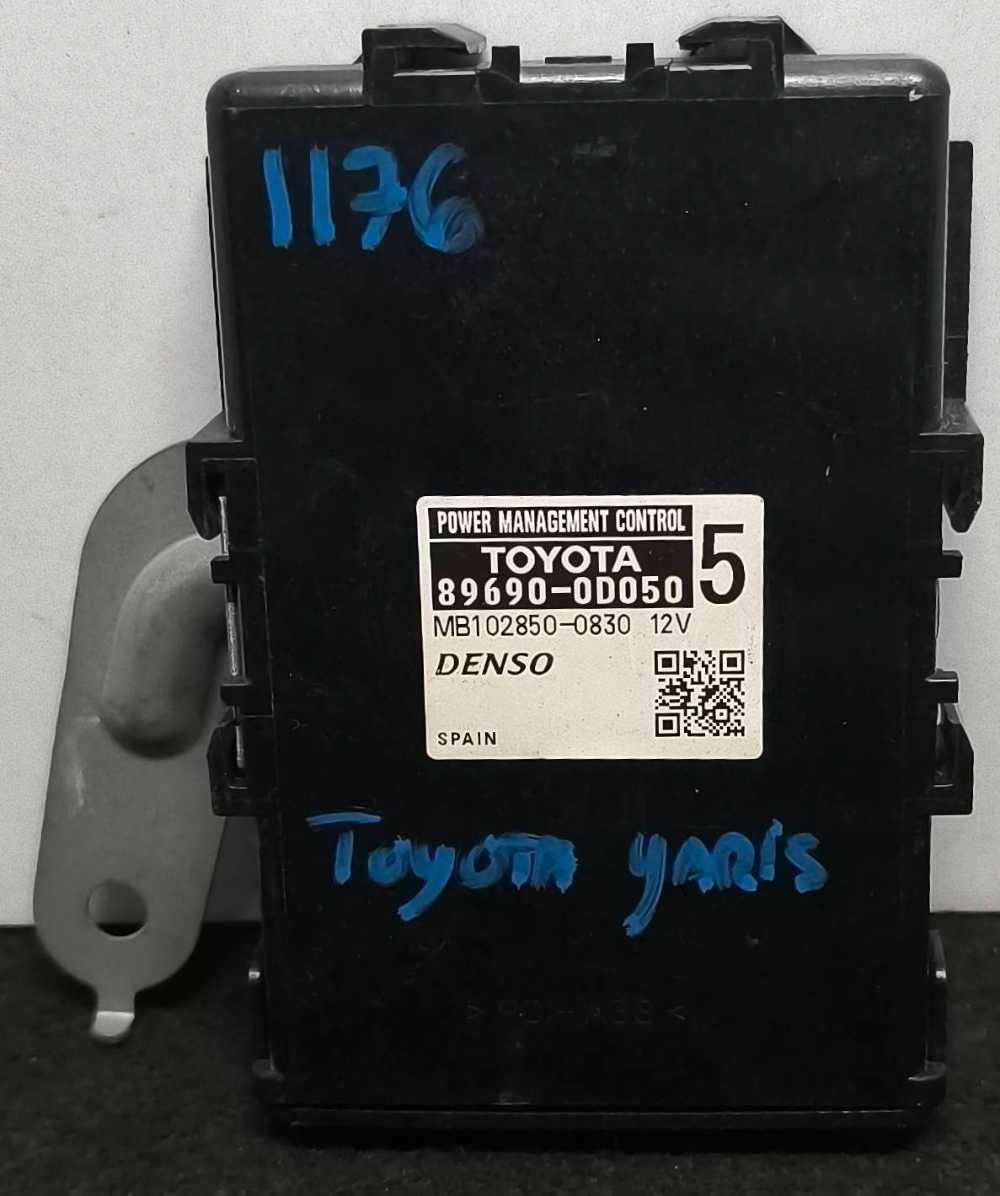 1176
POWER MANAGEMENT CONTROL
TOYOTA
5
89690-0D050
MB102850-0830 12V
DENSO
SPAIN
Toyota yaris